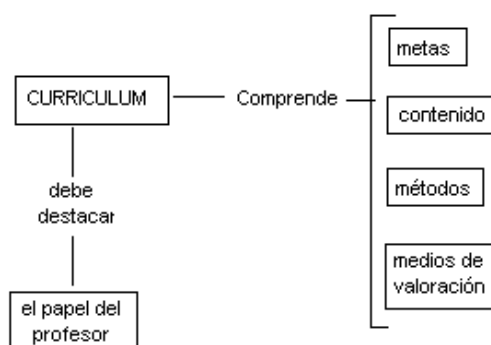 metas
CURRICULUM
Comprende
contenido
debe
destacar
métodos
medios de
valoración
el papel del
profesor